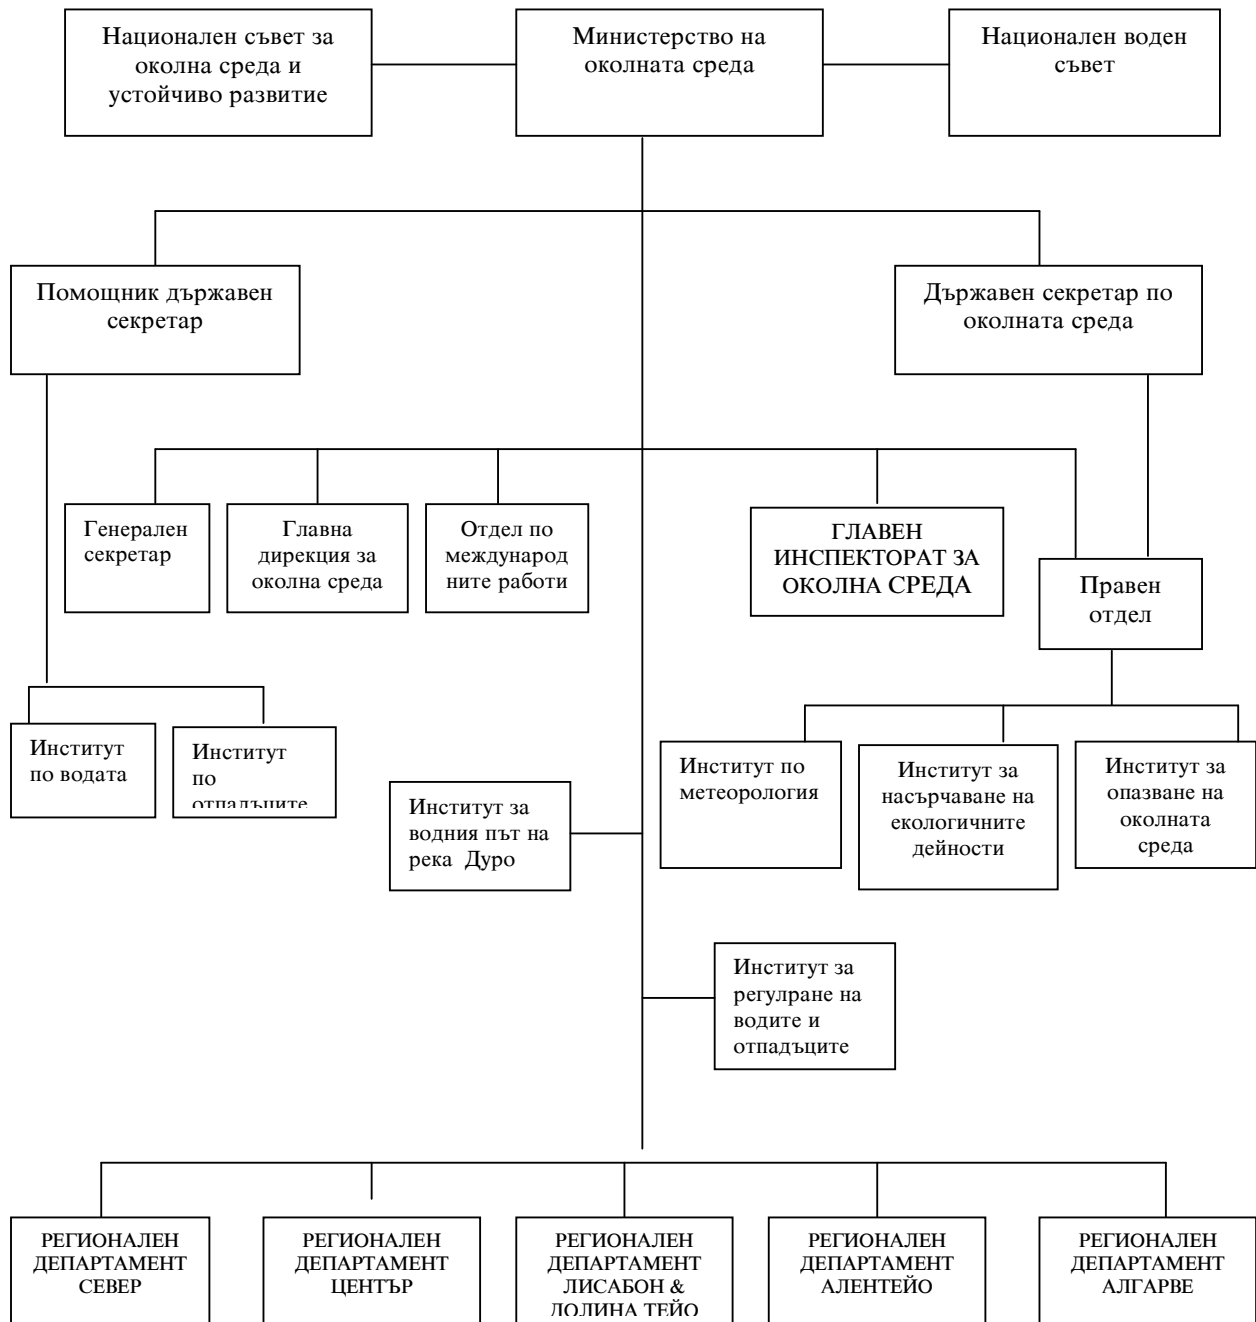 Национален съвет за
околна среда и
устойчиво развитие
Министерство на
околната среда
Национален воден
съвет
Помощник държавен
секретар
Държавен секретар по
околната среда
Генерален
секретар
Главна
дирекция за
околна среда
Отдел по
международ
ните работи
ГЛАВЕН
ИНСПЕКТОРАТ ЗА
ОКОЛНА СРЕДА
Правен
отдел
Институт
по водата
Институт
по
отпадъците
Институт за
водния път на
река Дуро
Институт по
метеорология
Институт за
насърчаване на
екологичните
дейности
Институт за
опазване на
околната
среда
Институт за
регулране на
водите и
отпадъците
РЕГИОНАЛЕН
ДЕПАРТАМЕНТ
СЕВЕР
РЕГИОНАЛЕН
ДЕПАРТАМЕНТ
ЦЕНТЪР
РЕГИОНАЛЕН
ДЕПАРТАМЕНТ
ЛИСАБОН &
ДОЛИНА ТЕЙО
РЕГИОНАЛЕН
ДЕПАРТАМЕНТ
АЛЕНТЕЙО
РЕГИОНАЛЕН
ДЕПАРТАМЕНТ
АЛГАРВЕ